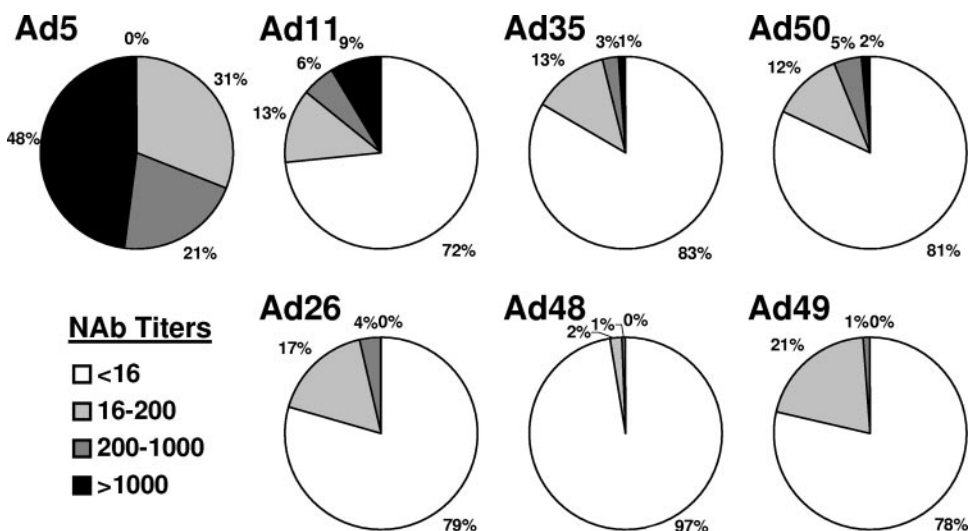 Ad5
0%
31%
48%
21%
Ad11
9%
6%
13%
72%
Ad35
3% 1%
13%
83%
Ad50
5% 2%
12%
81%
NAb Titers
<16
16-200
200-1000
>1000
Ad26
4% 0%
17%
79%
Ad48
2% 1% 0%
97%
Ad49
1% 0%
21%
78%